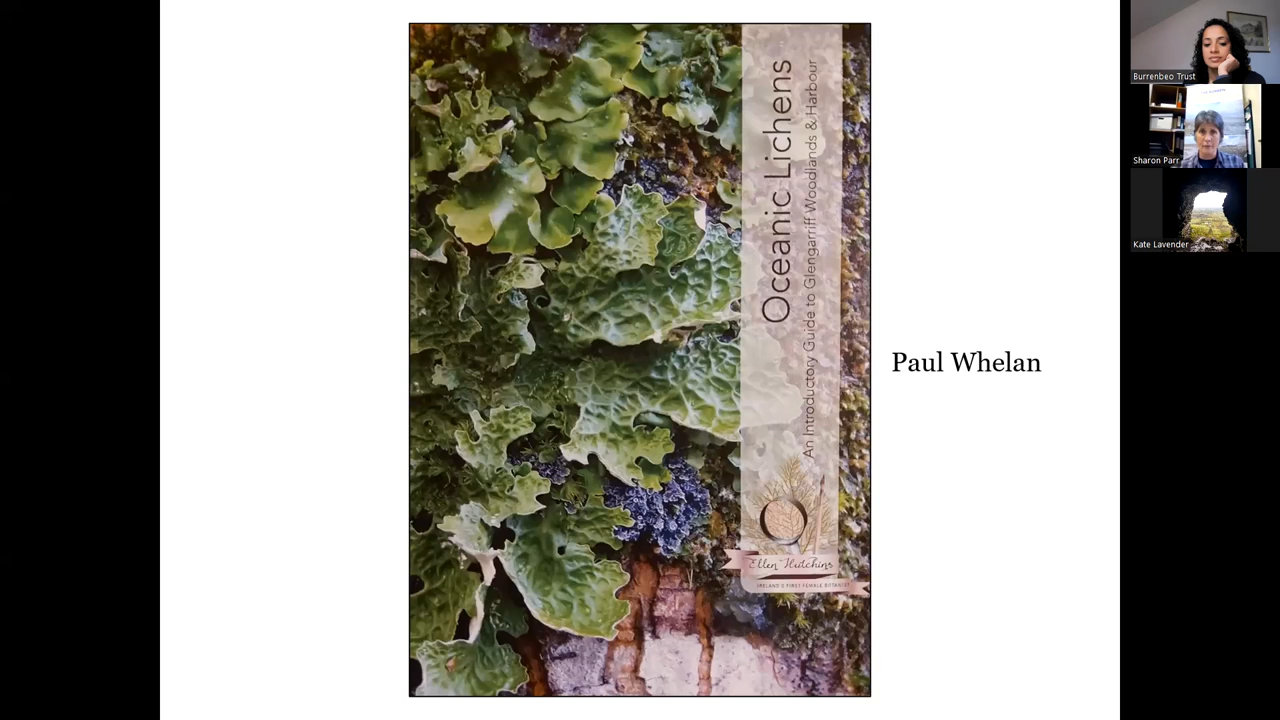 Oceanic Lichens
An Introductory Guide to Glengarriff Woodlands & Harbour
Ellen Hutchins
IRELAND'S FIRST FEMALE BOTANIST
Paul Whelan
Burrenbeo Trust
Sharon Parr
Kate Lavender